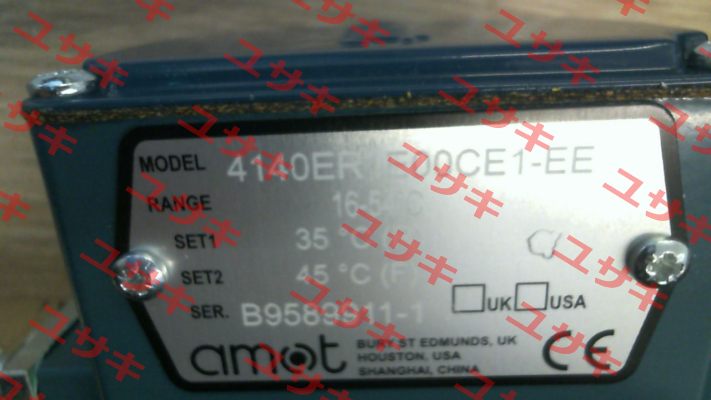 MODEL 4140ER 00CE1-EE
RANGE
SET1 35 °C
SET2 45 °C (F)
SER.
UK USA
amot
BURY ST EDMUNDS, UK
HOUSTON, USA
SHANGHAI, CHINA
CE
ユサキ